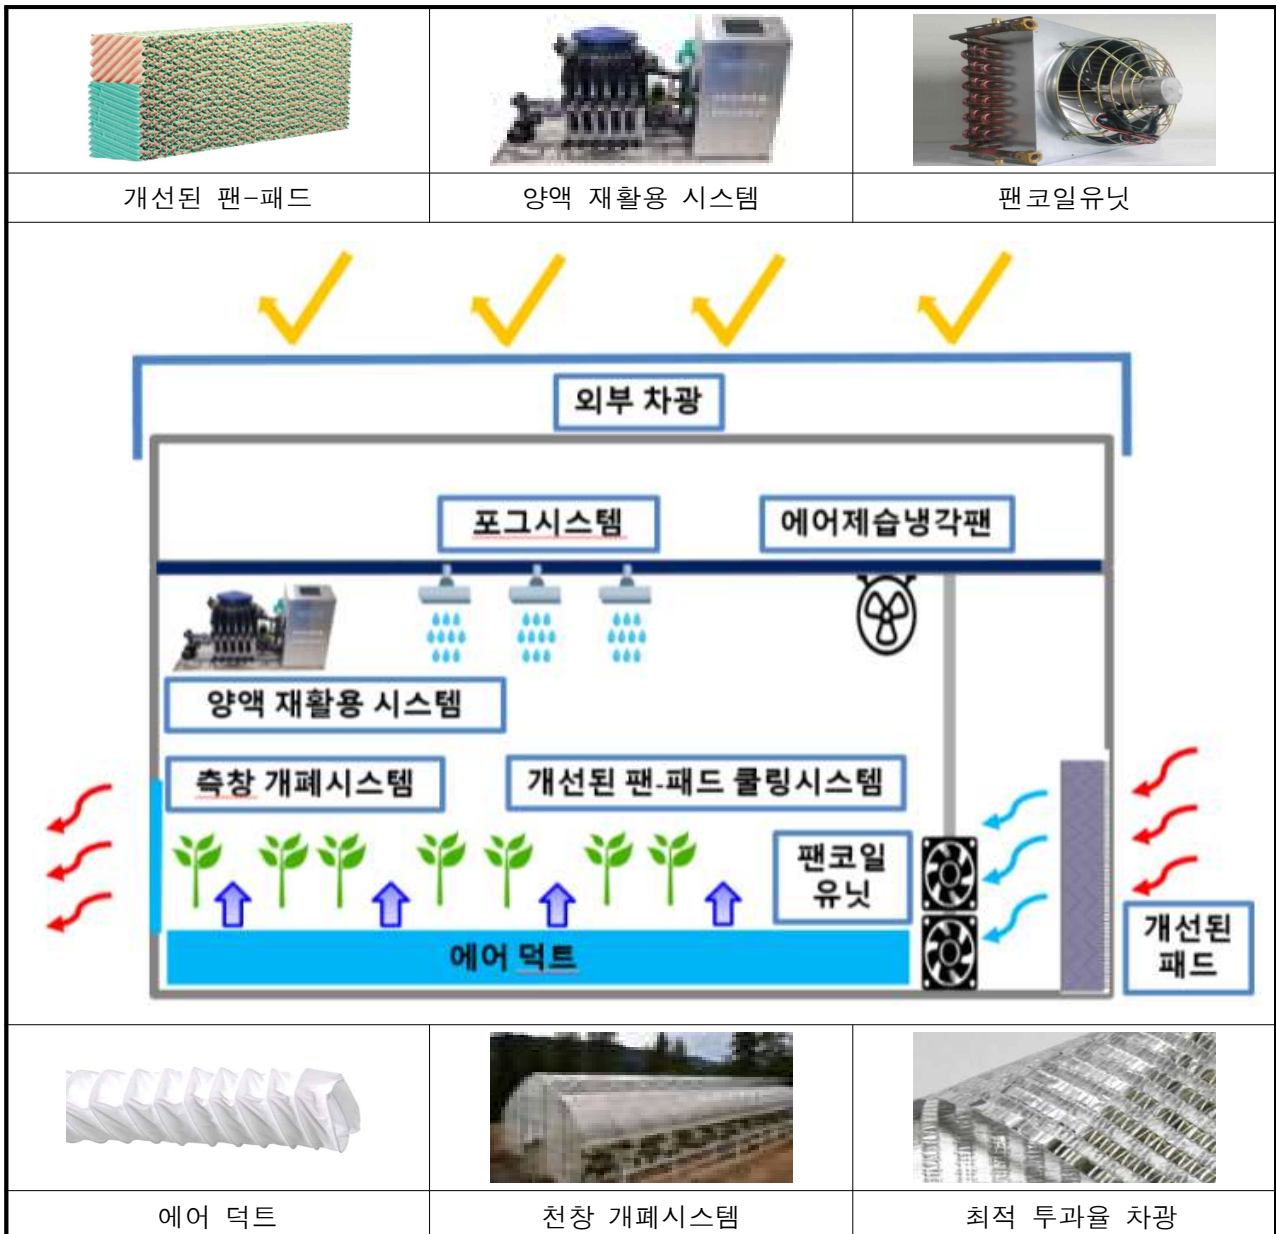 개선된 팬-패드
양액 재활용 시스템
팬코일유닛
외부 차광
포그시스템
에어제습냉각팬
양액 재활용 시스템
측창 개폐시스템
개선된 팬-패드 쿨링시스템
팬코일
유닛
에어 덕트
개선된
패드
에어 덕트
천창 개폐시스템
최적 투과율 차광